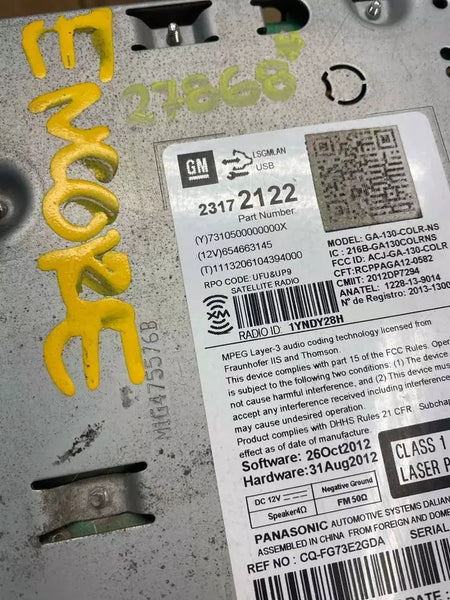 ENCORE
27868
GM
LSGMLAN
USB
2317 2122
Part Number
(Y)7310500000000X
(12V)654663145
(T)1113206104394000
RPO CODE: UFU&UP9
SATELLITE RADIO
MODEL: GA-130-COLR-NS
IC : 216B-GA130COLRNS
FCC ID: ACJ-GA-130-COLR
CFT:RCPPAGA12-0582
CMIIT: 2012DP7294
ANATEL: 1228-13-9014
N° de Registro: 2013-1300
XM
RADIO ID: 1YNDY28H
M1G475576B
MPEG Layer-3 audio coding technology licensed from
Fraunhofer IIS and Thomson.
This device complies with part 15 of the FCC Rules. Oper
is subject to the following two conditions. (1) The device
not cause harmful interference, and (2) This device must
accept any interference received including interference
may cause undesired operation.
Product complies with DHHS Rules 21 CFR. Subchap
effect as of date of manufacture.
Software: 26Oct2012
Hardware:31Aug2012
CLASS 1
LASER P
DC 12V
Negative Ground
Speaker4Ω
FM 50Ω
PANASONIC AUTOMOTIVE SYSTEMS DALIAN
ASSEMBLED IN CHINA FROM FOREIGN AND DOME
REF NO : CQ-FG73E2GDA
SERIAL
DATE :